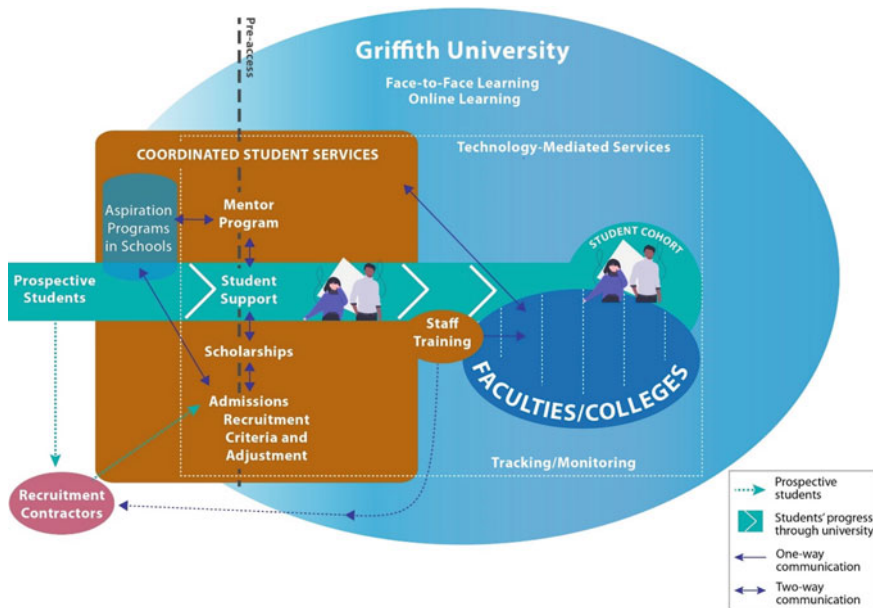 Pre-access
Griffith University
Face-to-Face Learning
Online Learning
COORDINATED STUDENT SERVICES
Technology-Mediated Services
Aspiration
Programs
in Schools
Mentor
Program
STUDENT COHORT
Prospective
Students
Student
Support
Staff
Training
Scholarships
FACULTIES/COLLEGES
Admissions
Recruitment
Criteria and
Adjustment
Tracking/Monitoring
Recruitment
Contractors
Prospective
students
Students' progress
through university
One-way
communication
Two-way
communication